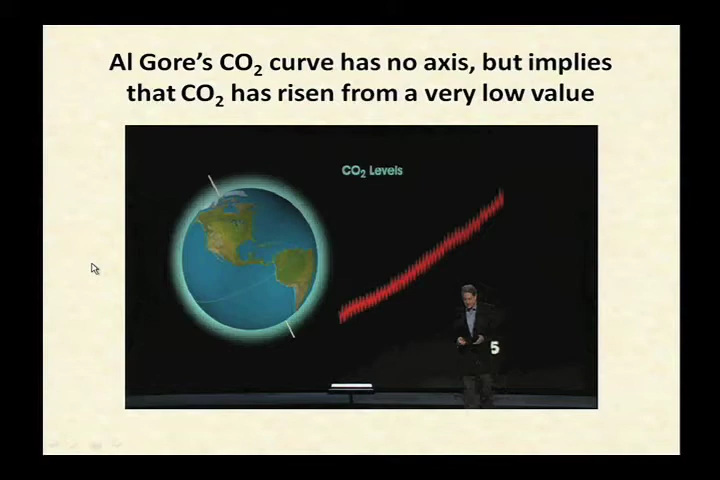 Al Gore's CO₂ curve has no axis, but implies
that CO₂ has risen from a very low value
CO₂ Levels
5